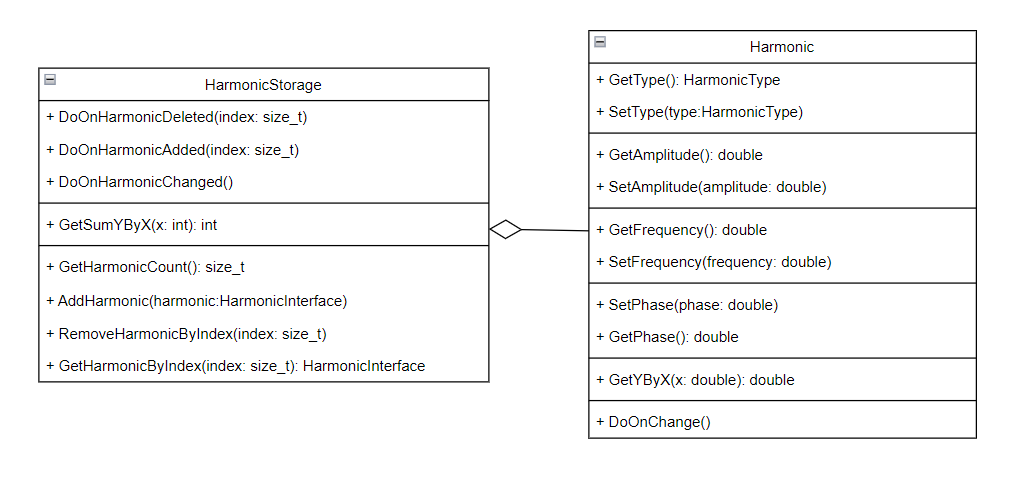 HarmonicStorage
+ DoOnHarmonicDeleted(index: size_t)
+ DoOnHarmonicAdded(index: size_t)
+ DoOnHarmonicChanged()
+ GetSumYByX(x: int): int
+ GetHarmonicCount(): size_t
+ AddHarmonic(harmonic:HarmonicInterface)
+ RemoveHarmonicByIndex(index: size_t)
+ GetHarmonicByIndex(index: size_t): HarmonicInterface
Harmonic
+ GetType(): HarmonicType
+ SetType(type:HarmonicType)
+ GetAmplitude(): double
+ SetAmplitude(amplitude: double)
+ GetFrequency(): double
+ SetFrequency(frequency: double)
+ SetPhase(phase: double)
+ GetPhase(): double
+ GetYByX(x: double): double
+ DoOnChange()